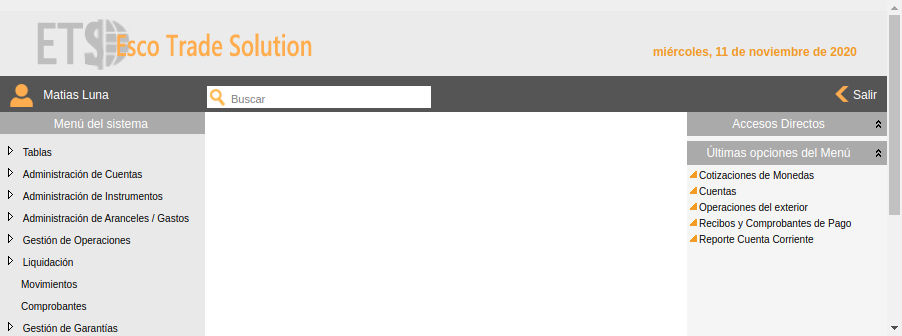 ETS Esco Trade Solution
miércoles, 11 de noviembre de 2020
Matias Luna
Buscar
Salir
Menú del sistema
Tablas
Administración de Cuentas
Administración de Instrumentos
Administración de Aranceles / Gastos
Gestión de Operaciones
Liquidación
Movimientos
Comprobantes
Gestión de Garantías
Accesos Directos
Últimas opciones del Menú
Cotizaciones de Monedas
Cuentas
Operaciones del exterior
Recibos y Comprobantes de Pago
Reporte Cuenta Corriente